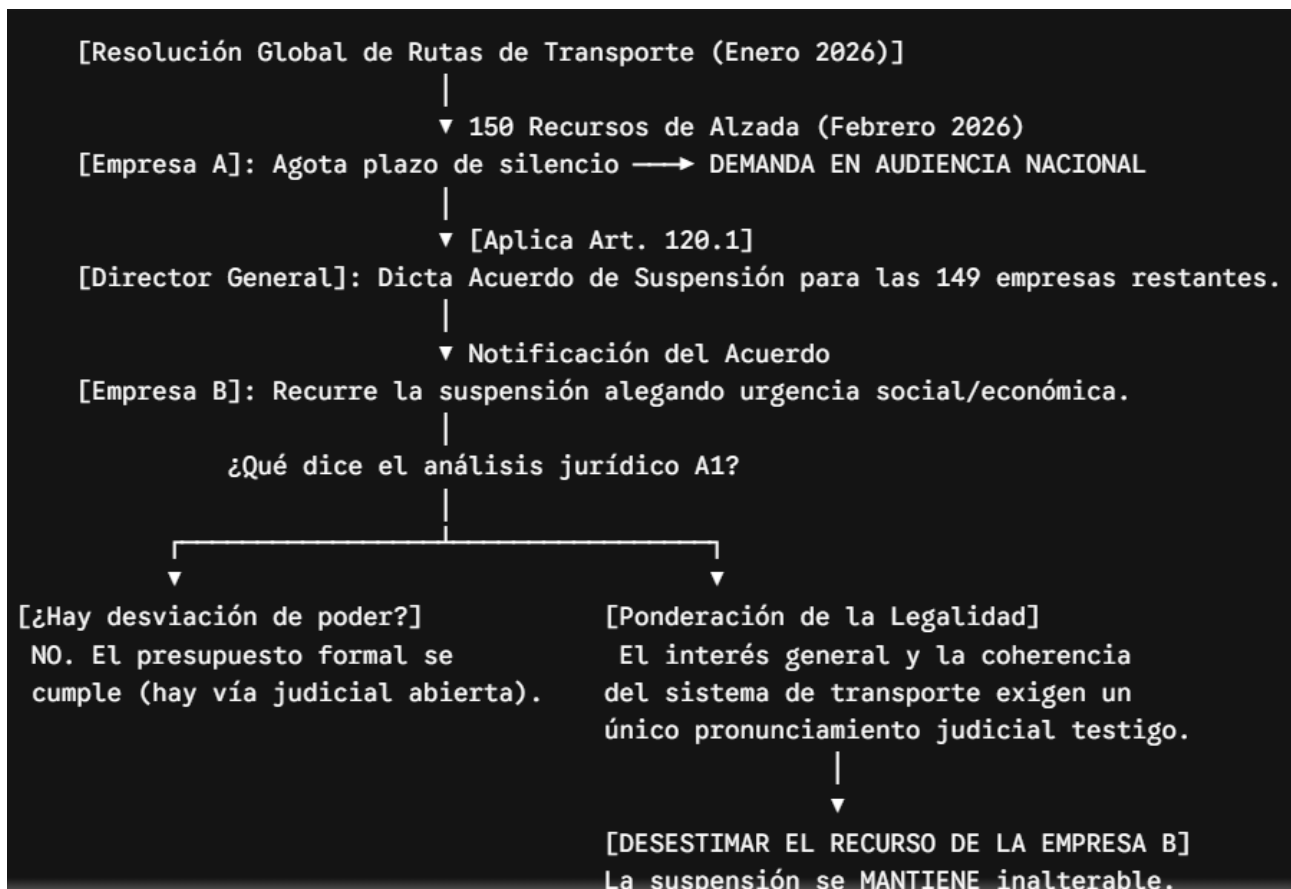 [Resolución Global de Rutas de Transporte (Enero 2026)]
150 Recursos de Alzada (Febrero 2026)
[Empresa A]: Agota plazo de silencio ──► DEMANDA EN AUDIENCIA NACIONAL
[Aplica Art. 120.1]
[Director General]: Dicta Acuerdo de Suspensión para las 149 empresas restantes.
Notificación del Acuerdo
[Empresa B]: Recurre la suspensión alegando urgencia social/económica.
¿Qué dice el análisis jurídico A1?
[¿Hay desviación de poder?]
NO. El presupuesto formal se
cumple (hay vía judicial abierta).
[Ponderación de la Legalidad]
El interés general y la coherencia
del sistema de transporte exigen un
único pronunciamiento judicial testigo.
[DESESTIMAR EL RECURSO DE LA EMPRESA B]
La suspensión se MANTIENE inalterable.